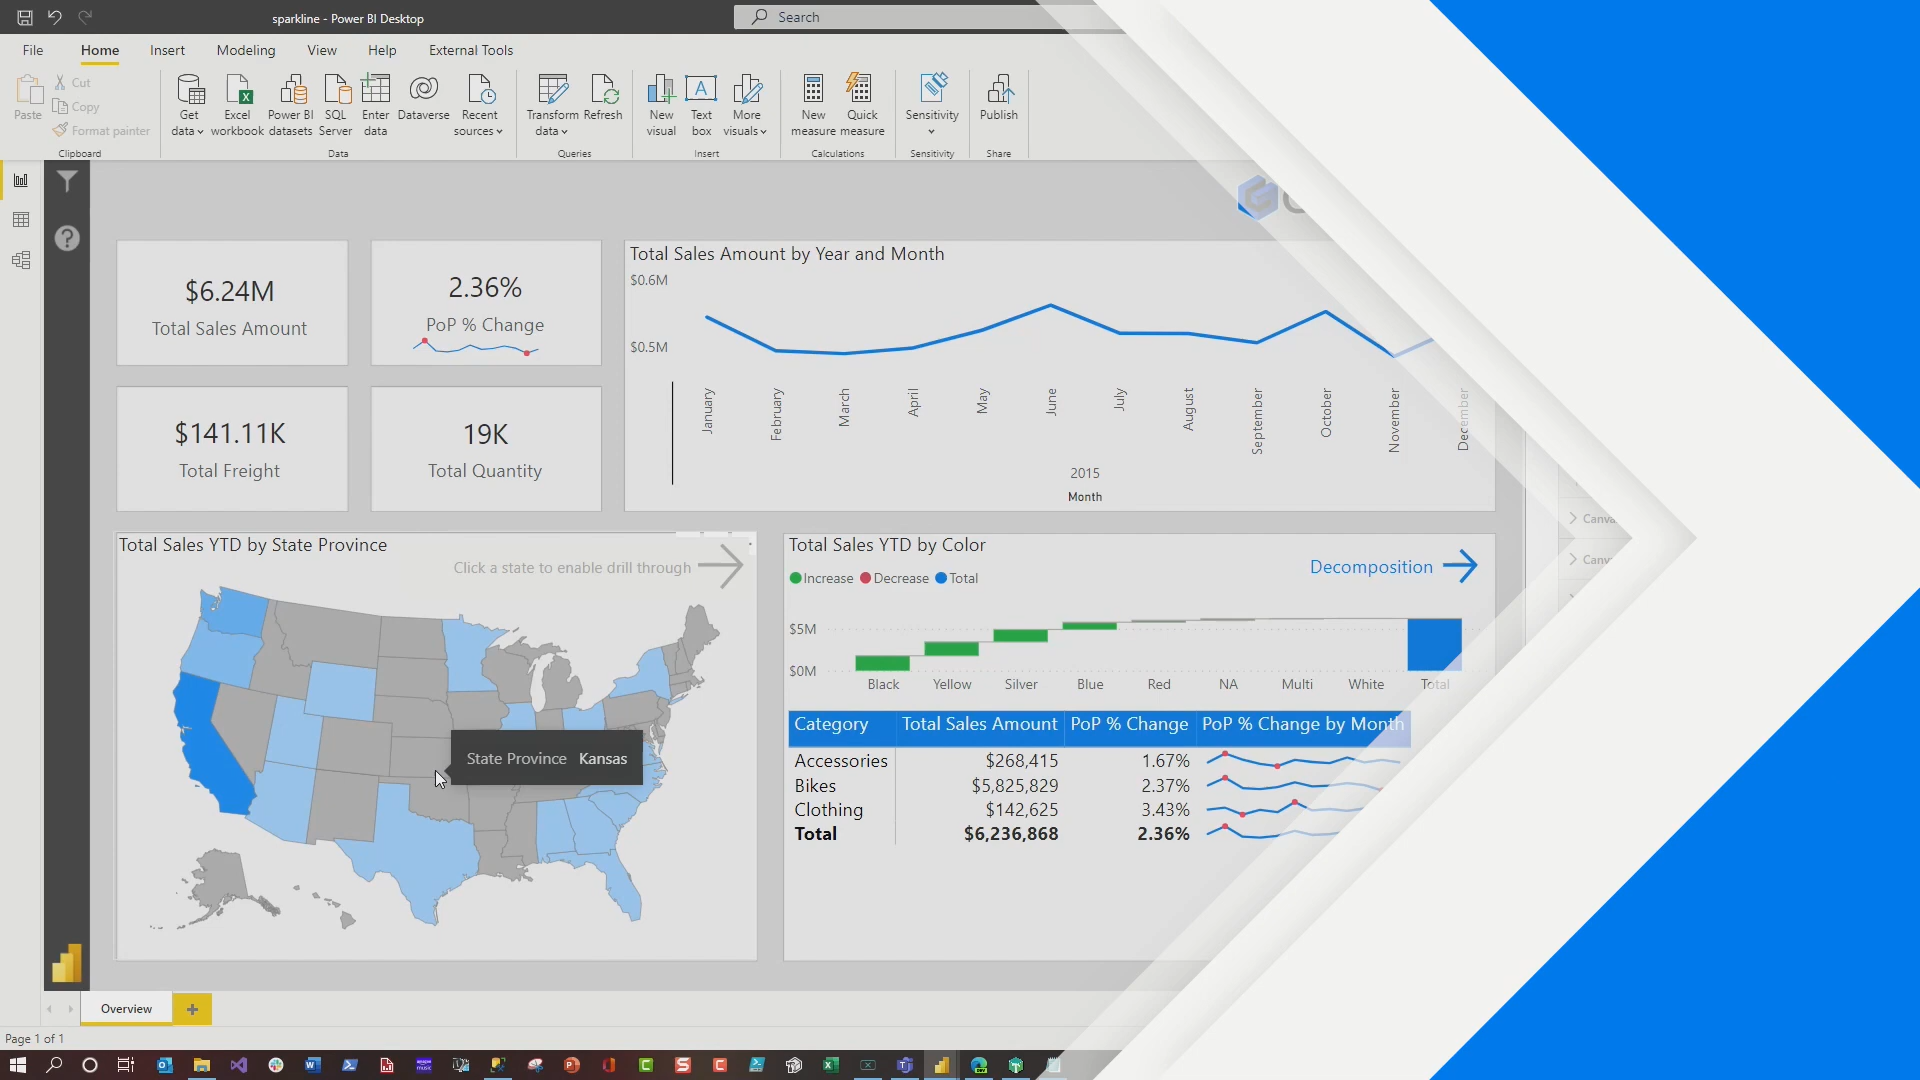 sparkline - Power BI Desktop
Search
File Home Insert Modeling View Help External Tools
Paste
Cut
Copy
Format painter
Clipboard
Get data
Excel workbook
Power BI datasets
SQL Server
Enter data
Dataverse
Recent sources
Data
Transform data
Refresh
Queries
New visual
Text box
More visuals
Insert
New measure
Quick measure
Calculations
Sensitivity
Sensitivity
Publish
Share
$6.24M
Total Sales Amount
2.36%
PoP % Change
$141.11K
Total Freight
19K
Total Quantity
Total Sales Amount by Year and Month
$0.6M
$0.5M
January February March April May June July August September October November December
2015
Month
Total Sales YTD by State Province
Click a state to enable drill through
State Province Kansas
Total Sales YTD by Color
Decomposition
Increase Decrease Total
$5M
$0M
Black Yellow Silver Blue Red NA Multi White Total
Category Total Sales Amount PoP % Change PoP % Change by Month
Accessories $268,415 1.67%
Bikes $5,825,829 2.37%
Clothing $142,625 3.43%
Total $6,236,868 2.36%
Overview
Page 1 of 1